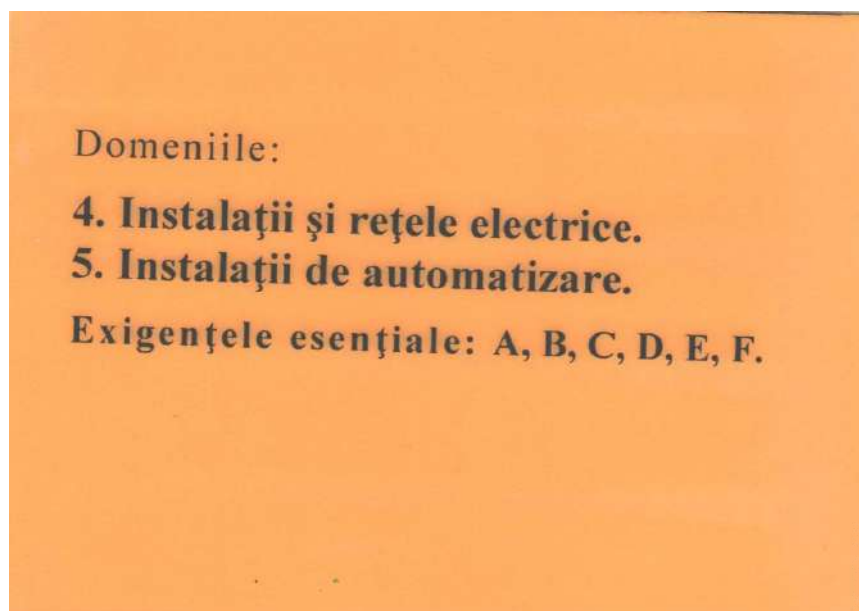 Domeniile:
4. Instalaţii şi reţele electrice.
5. Instalaţii de automatizare.
Exigenţele esenţiale: A, B, C, D, E, F.